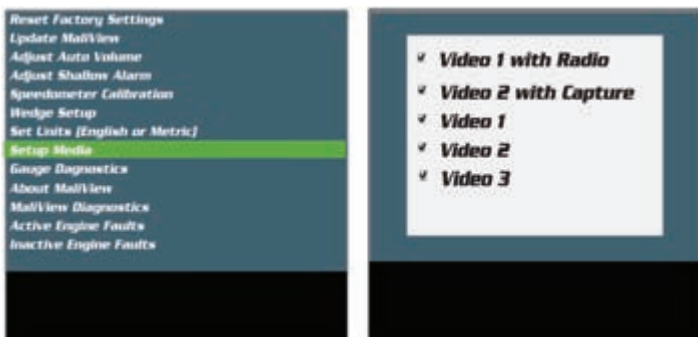 Reset Factory Settings
Update MaliView
Adjust Auto Volume
Adjust Shallow Alarm
Speedometer Calibration
Wedge Setup
Set Units [English or Metric]
Setup Media
Gauge Dagnostics
About MaliView
MaliView Diagnostics
Active Engine Faults
Inactive Engine Faults
Video 1 with Radio
Video 2 with Capture
Video 1
Video 2
Video 3